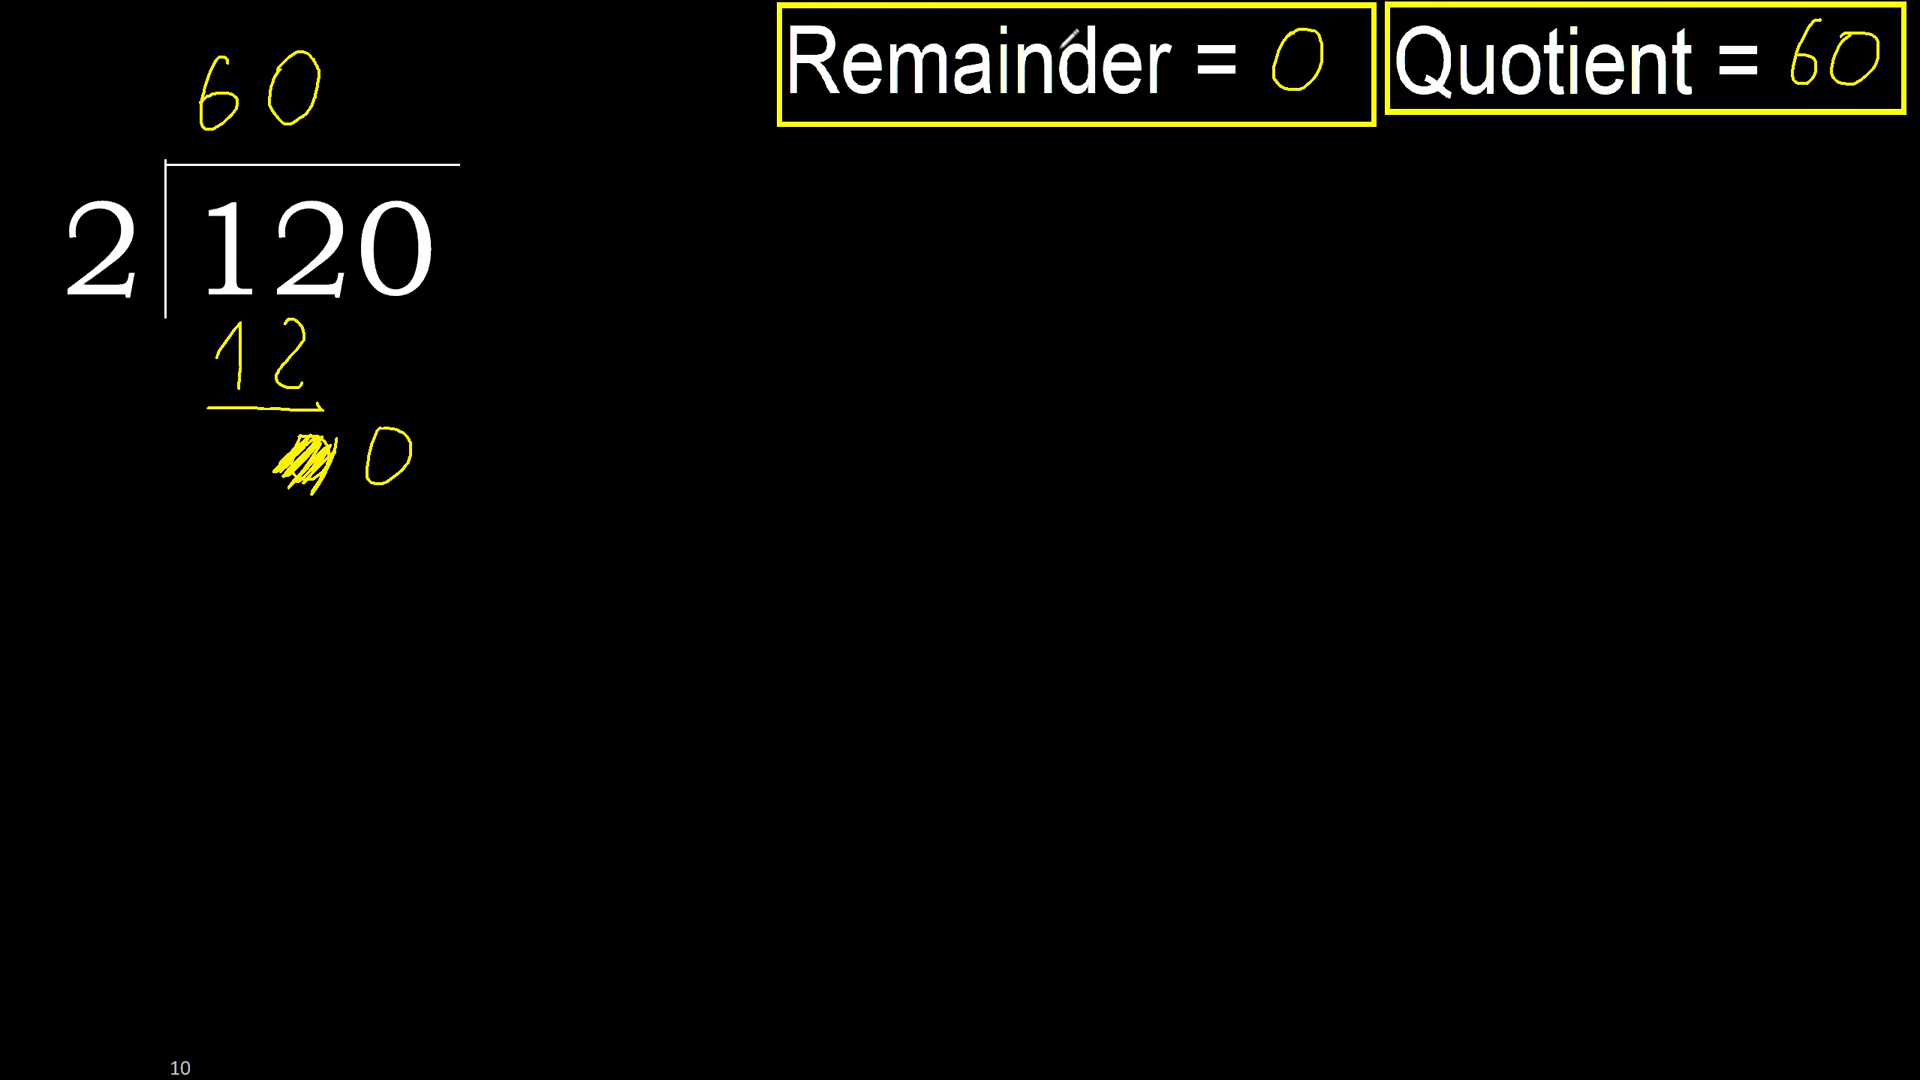 Remainder = 0
Quotient = 60
60
2 120
12
0
10